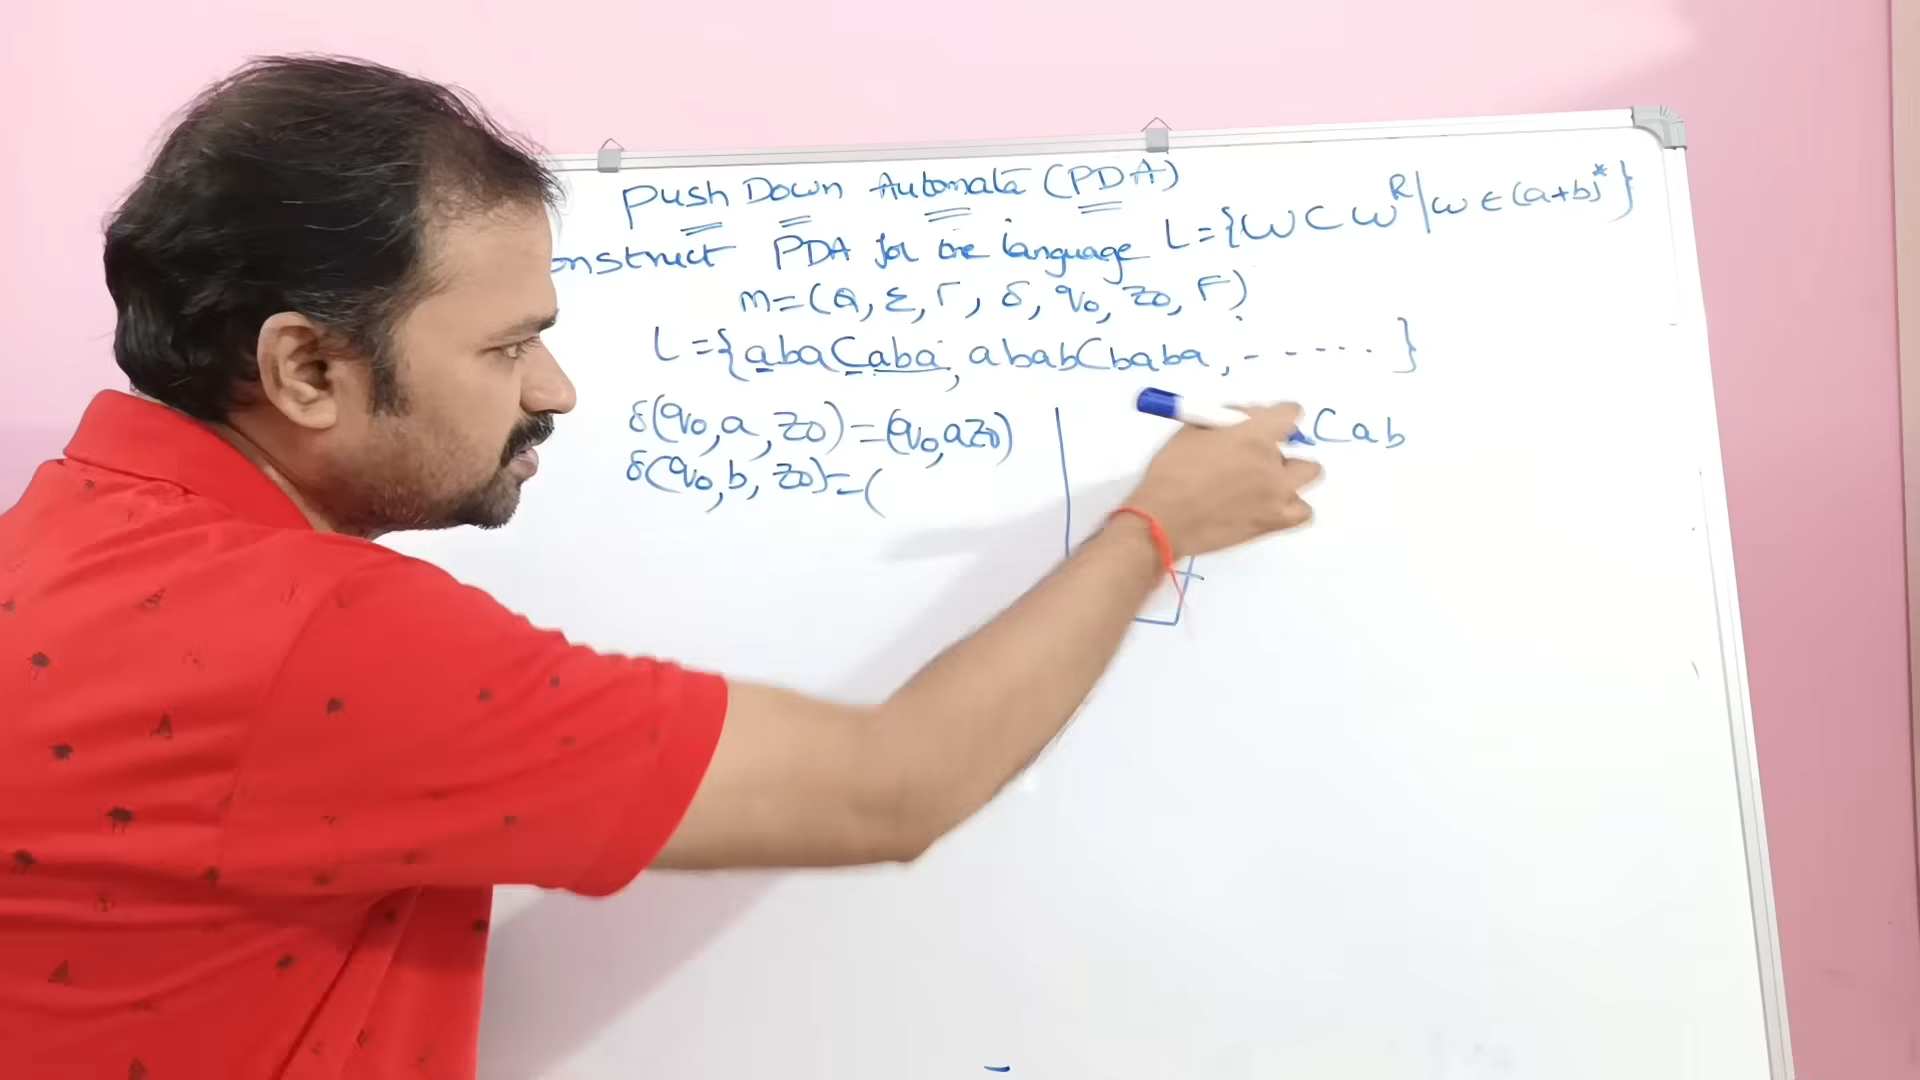 Push Down Automata (PDA)
onstruct PDA for the language L={WCW^R/w ∈ (a+b)*}
M=(Q, Σ, Γ, δ, q0, z0, F)
L={abaCaba, ababCbaba, - - - - - }
δ(q0, a, z0)=(q0, az0)
aCab
δ(q0, b, z0)=(